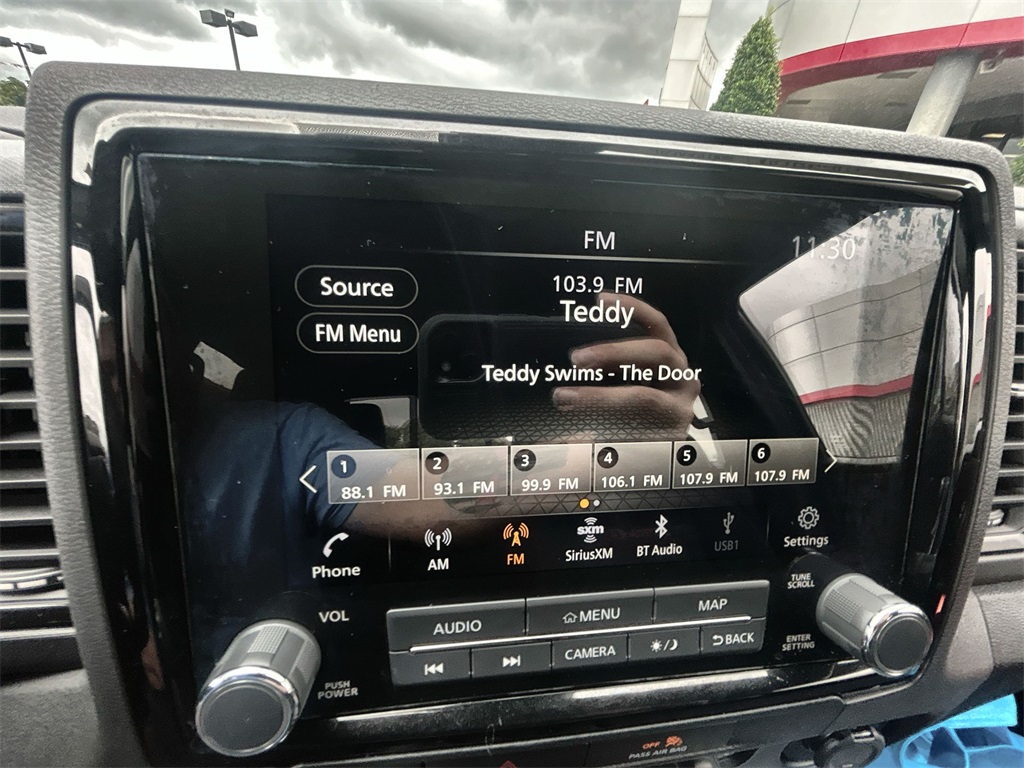 FM
11:30
Source
103.9 FM
Teddy
FM Menu
Teddy Swims - The Door
1 2 3 4 5 6
88.1 FM 93.1 FM 99.9 FM 106.1 FM 107.9 FM 107.9 FM
Phone
AM
FM
sxm
SiriusXM
BT Audio
USB1
Settings
VOL
TUNE
SCROLL
AUDIO
MENU
MAP
CAMERA
BACK
ENTER
SETTING
PUSH
POWER
OFF
PASS AIR BAG